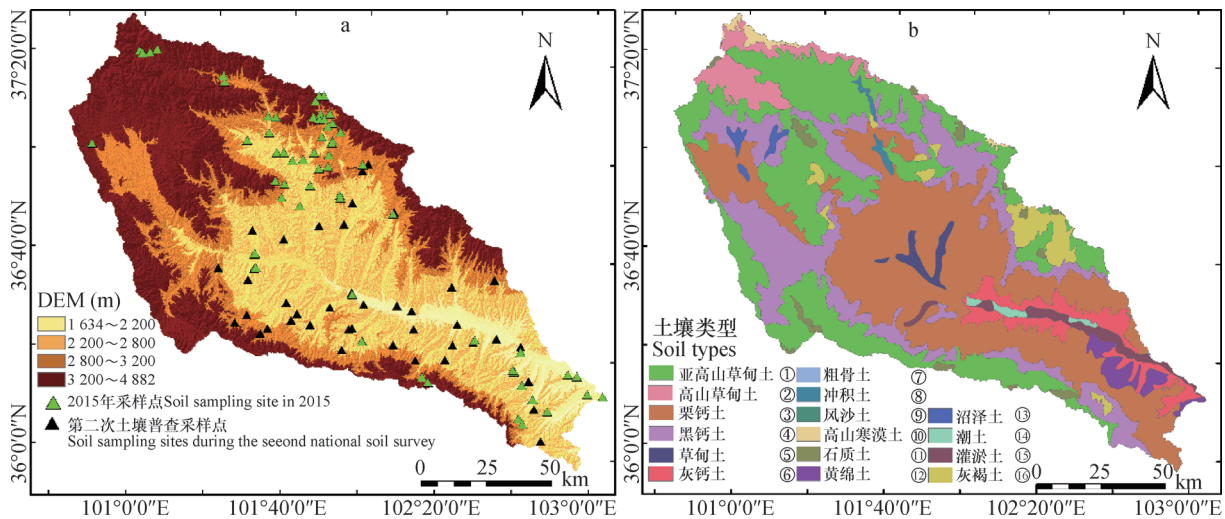 a
N
37°20′0″N
36°40′0″N
36°0′0″N
DEM (m)
1 634～2 200
2 200～2 800
2 800～3 200
3 200～4 882
2015年采样点Soil sampling site in 2015
第二次土壤普查采样点
Soil sampling sites during the seeond national soil survey
0 25 50
km
101°0′0″E 101°40′0″E 102°20′0″E 103°0′0″E
b
N
37°20′0″N
36°40′0″N
36°0′0″N
土壤类型
Soil types
亚高山草甸土 ① 粗骨土 ⑦
高山草甸土 ② 冲积土 ⑧
栗钙土 ③ 风沙土 ⑨ 沼泽土 ⑬
黑钙土 ④ 高山寒漠土 ⑩ 潮土 ⑭
草甸土 ⑤ 石质土 ⑪ 灌淤土 ⑮
灰钙土 ⑥ 黄绵土 ⑫ 灰褐土 ⑯
0 25 50
km
101°0′0″E 101°40′0″E 102°20′0″E 103°0′0″E